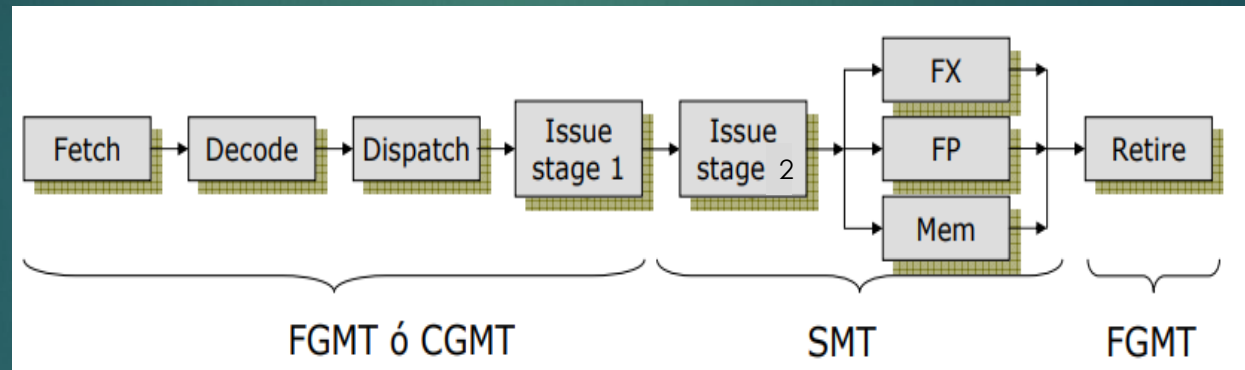 Fetch
Decode
Dispatch
Issue
stage 1
Issue
stage 2
FX
FP
Mem
Retire
FGMT ó CGMT
SMT
FGMT